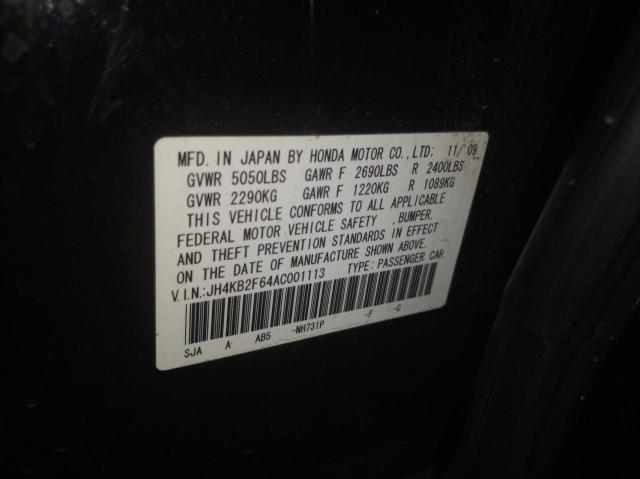 MFD. IN JAPAN BY HONDA MOTOR CO., LTD: 11/ 09
GVWR 5050LBS GAWR F 2690LBS R 2400LBS
GVWR 2290KG GAWR F 1220KG R 1089KG
THIS VEHICLE CONFORMS TO ALL APPLICABLE
FEDERAL MOTOR VEHICLE SAFETY , BUMPER,
AND THEFT PREVENTION STANDARDS IN EFFECT
ON THE DATE OF MANUFACTURE SHOWN ABOVE.
V.I.N.:JH4KB2F64AC001113 TYPE: PASSENGER CAR
SJA A AB5 -NH731P -F -C